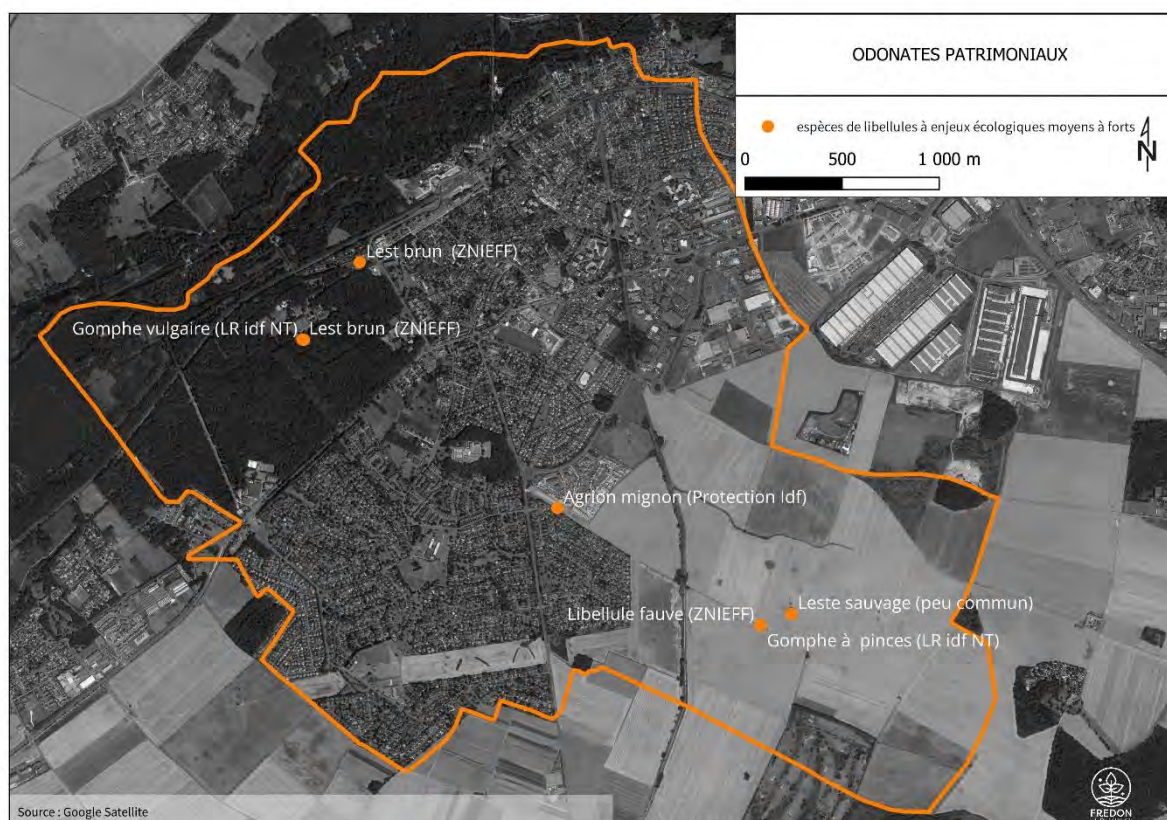 ODONATES PATRIMONIAUX
espèces de libellules à enjeux écologiques moyens à forts
0 500 1 000 m
N
Lest brun (ZNIEFF)
Gomphe vulgaire (LR idf NT) Lest brun (ZNIEFF)
Agrion mignon (Protection Idf)
Leste sauvage (peu commun)
Libellule fauve (ZNIEFF)
Gomphe à pinces (LR idf NT)
Source : Google Satellite
FREDON